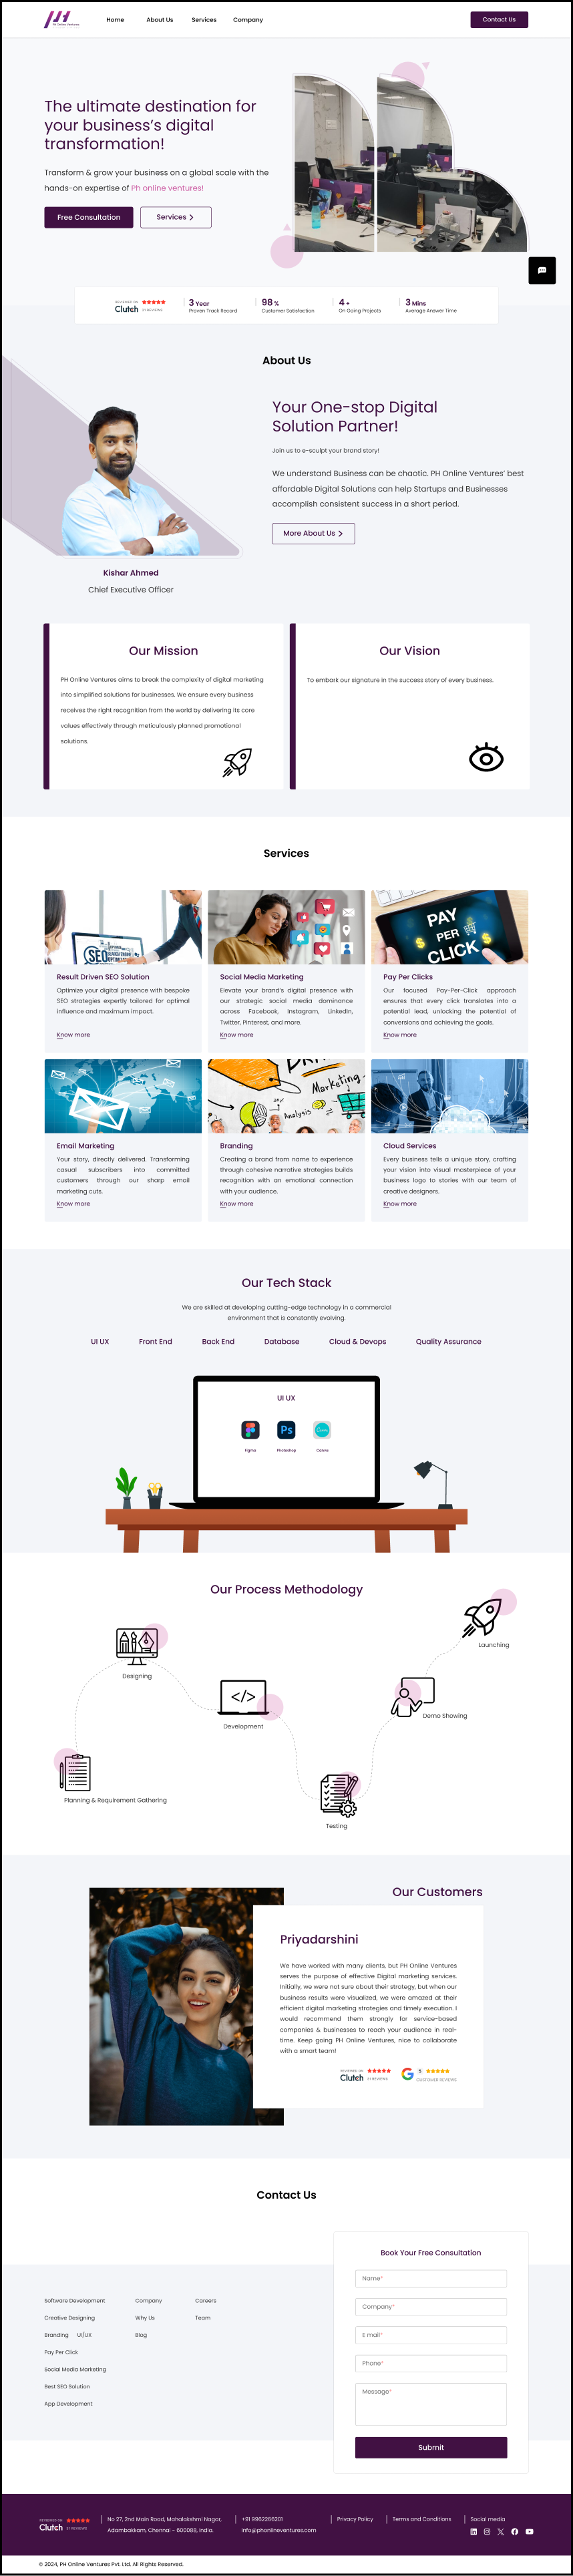 PH
PH Online Ventures
Home
About Us
Services
Company
Contact Us
The ultimate destination for
your business’s digital
transformation!
Transform & grow your business on a global scale with the
hands-on expertise of Ph online ventures!
Free Consultation
Services
REVIEWED ON
Clutch
51 REVIEWS
3 Year
Proven Track Record
98 %
Customer Satisfaction
4 +
On Going Projects
3 Mins
Average Answer Time
About Us
Your One-stop Digital
Solution Partner!
Join us to e-sculpt your brand story!
We understand Business can be chaotic. PH Online Ventures’ best
affordable Digital Solutions can help Startups and Businesses
accomplish consistent success in a short period.
More About Us
Kishar Ahmed
Chief Executive Officer
Our Mission
PH Online Ventures aims to break the complexity of digital marketing
into simplified solutions for businesses. We ensure every business
receives the right recognition from the world by delivering its core
values effectively through meticulously planned promotional
solutions.
Our Vision
To embark our signature in the success story of every business.
Services
SEO
PAY
PER
CLICK
Result Driven SEO Solution
Optimize your digital presence with bespoke
SEO strategies expertly tailored for optimal
influence and maximum impact.
Know more
Social Media Marketing
Elevate your brand’s digital presence with
our strategic social media dominance
across Facebook, Instagram, LinkedIn,
Twitter, Pinterest, and more.
Know more
Pay Per Clicks
Our focused Pay-Per-Click approach
ensures that every click translates into a
potential lead, unlocking the potential of
conversions and achieving the goals.
Know more
Marketing
Analysis
Email Marketing
Your story, directly delivered. Transforming
casual subscribers into committed
customers through our sharp email
marketing cuts.
Know more
Branding
Creating a brand from name to experience
through cohesive narrative strategies builds
recognition with an emotional connection
with your audience.
Know more
Cloud Services
Every business tells a unique story, crafting
your vision into visual masterpiece of your
business logo to stories with our team of
creative designers.
Know more
Our Tech Stack
We are skilled at developing cutting-edge technology in a commercial
environment that is constantly evolving.
UI UX
Front End
Back End
Database
Cloud & Devops
Quality Assurance
UI UX
Ps
Canva
Figma
Photoshop
Canva
Our Process Methodology
Launching
Designing
</>
Development
Demo Showing
Planning & Requirement Gathering
Testing
Our Customers
Priyadarshini
We have worked with many clients, but PH Online Ventures
serves the purpose of effective Digital marketing services.
Initially, we were not sure about their strategy, but when our
business results were visualized, we were amazed at their
efficient digital marketing strategies and timely execution. I
would recommend them strongly for service-based
companies & businesses to reach your audience in real-
time. Keep going PH Online Ventures, nice to collaborate
with a smart team!
REVIEWED ON
Clutch
G
5
CUSTOMER REVIEWS
Contact Us
Book Your Free Consultation
Name*
Company*
E mail*
Phone*
Message*
Submit
Software Development
Company
Careers
Creative Designing
Why Us
Team
Branding
UI/UX
Blog
Pay Per Click
Social Media Marketing
Best SEO Solution
App Development
REVIEWED ON
Clutch
51 REVIEWS
No 27, 2nd Main Road, Mahalakshmi Nagar,
Adambakkam, Chennai – 600088, India.
+91 9962266201
info@phonlineventures.com
Privacy Policy
Terms and Conditions
Social media
© 2024, PH Online Ventures Pvt. Ltd. All Rights Reserved.